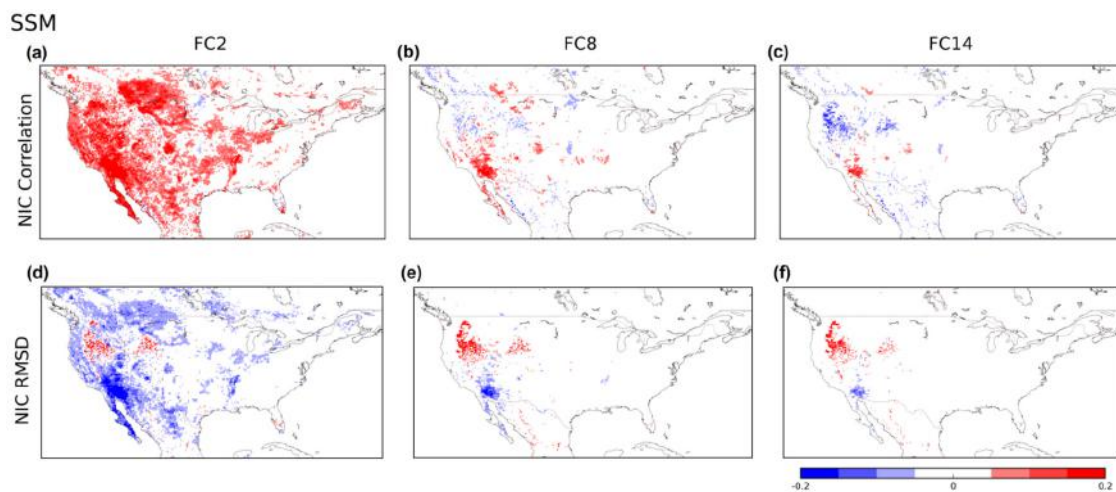 SSM
FC2 FC8 FC14
(a) (b) (c)
NIC Correlation
(d) (e) (f)
NIC RMSD
-0.2 0 0.2